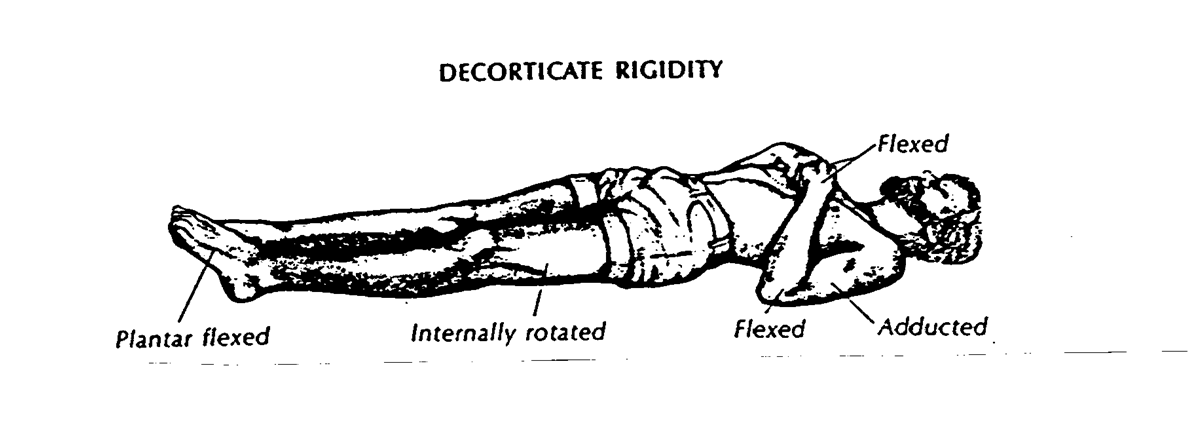 DECORTICATE RIGIDITY
Flexed
Plantar flexed
Internally rotated
Flexed
Adducted